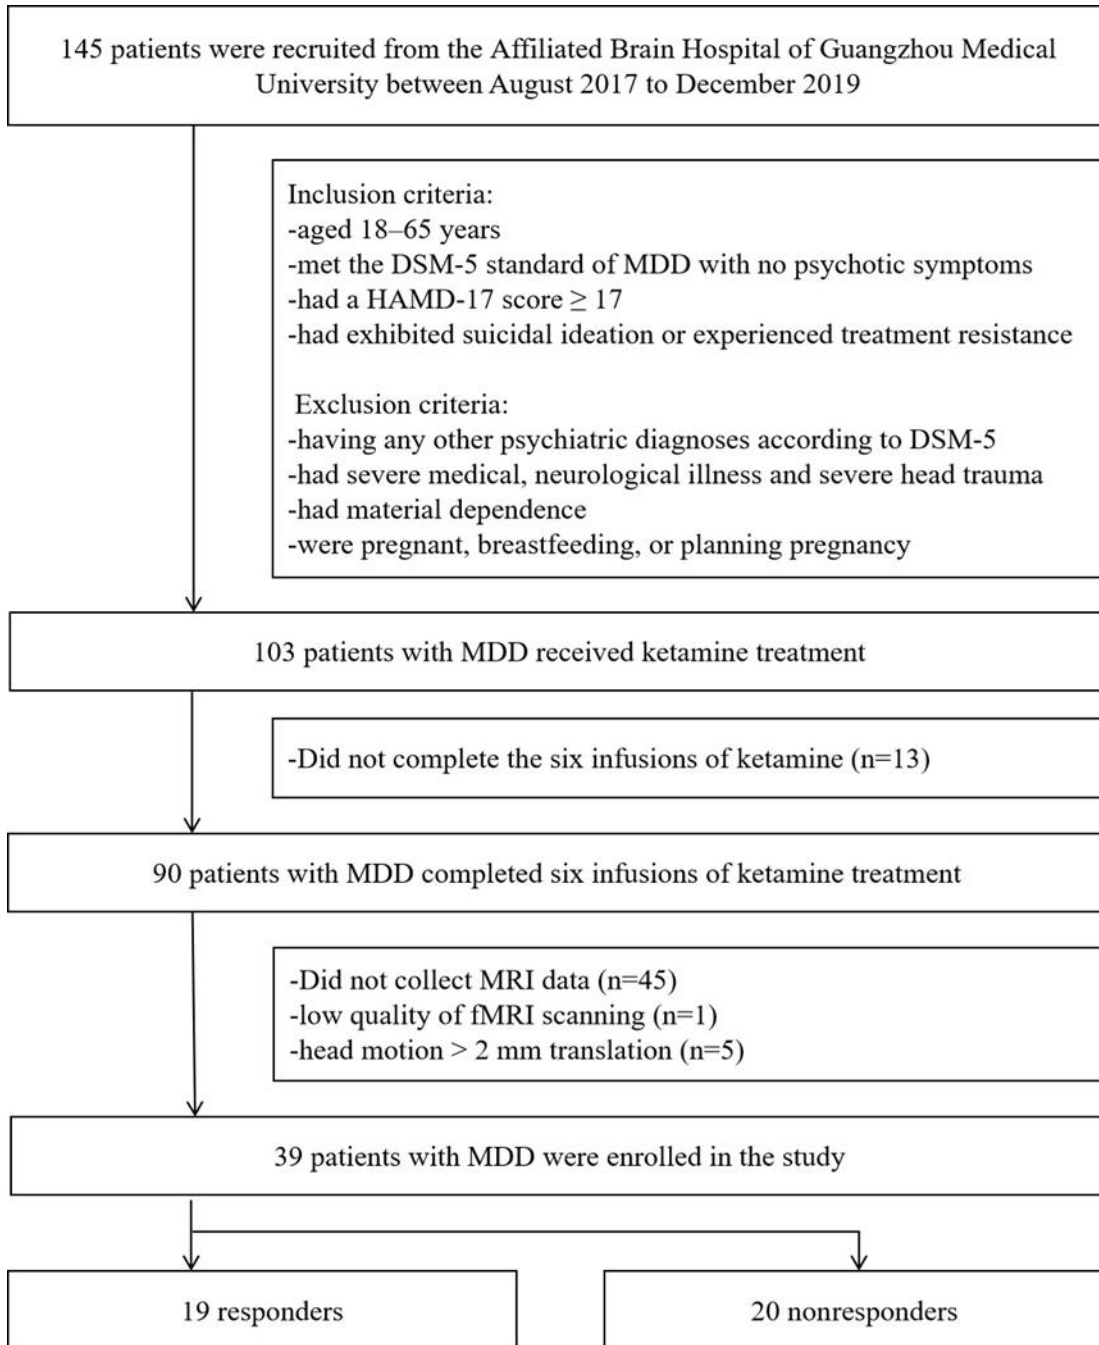 145 patients were recruited from the Affiliated Brain Hospital of Guangzhou Medical
University between August 2017 to December 2019
Inclusion criteria:
-aged 18–65 years
-met the DSM-5 standard of MDD with no psychotic symptoms
-had a HAMD-17 score ≥ 17
-had exhibited suicidal ideation or experienced treatment resistance
Exclusion criteria:
-having any other psychiatric diagnoses according to DSM-5
-had severe medical, neurological illness and severe head trauma
-had material dependence
-were pregnant, breastfeeding, or planning pregnancy
103 patients with MDD received ketamine treatment
-Did not complete the six infusions of ketamine (n=13)
90 patients with MDD completed six infusions of ketamine treatment
-Did not collect MRI data (n=45)
-low quality of fMRI scanning (n=1)
-head motion > 2 mm translation (n=5)
39 patients with MDD were enrolled in the study
19 responders
20 nonresponders